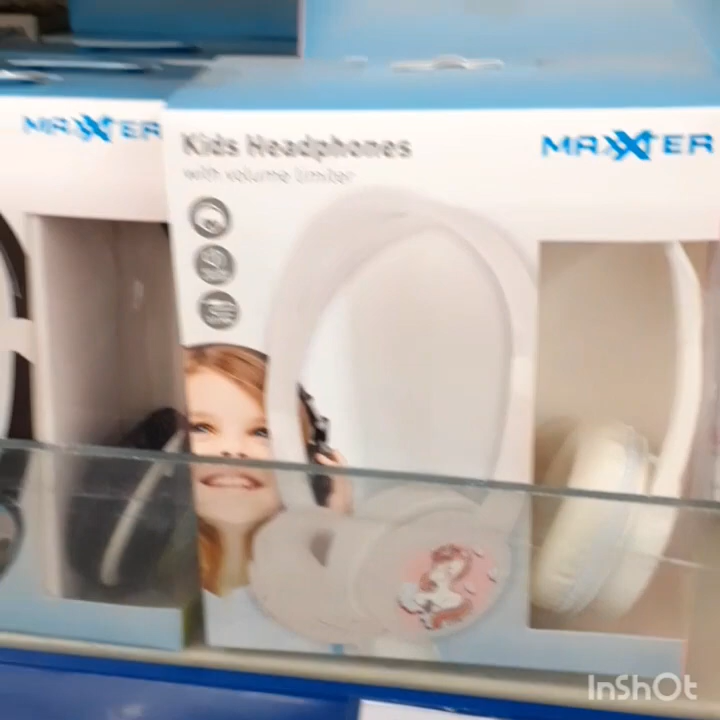 MAXXTER
Kids Headphones
with volume limiter
MAXXTER
InShOt